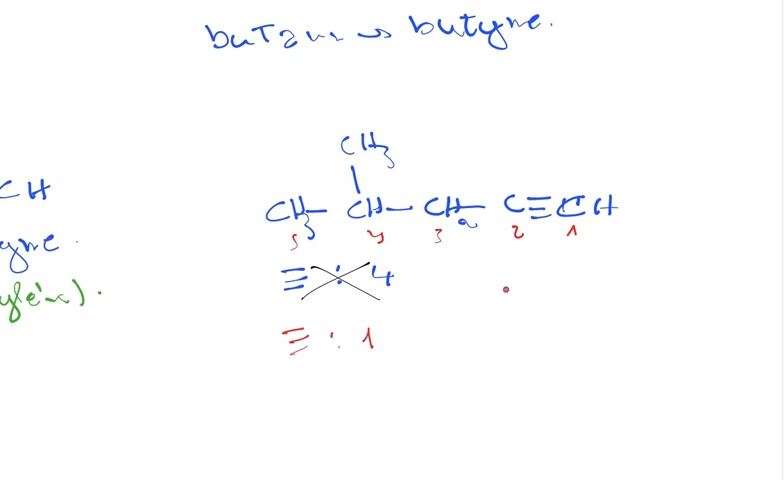 butane → butyne.
CH₃
CH
CH₃—CH—CH₂—C≡CH
yne.
5 4 3 2 1
≡ : 4
≡ : 1